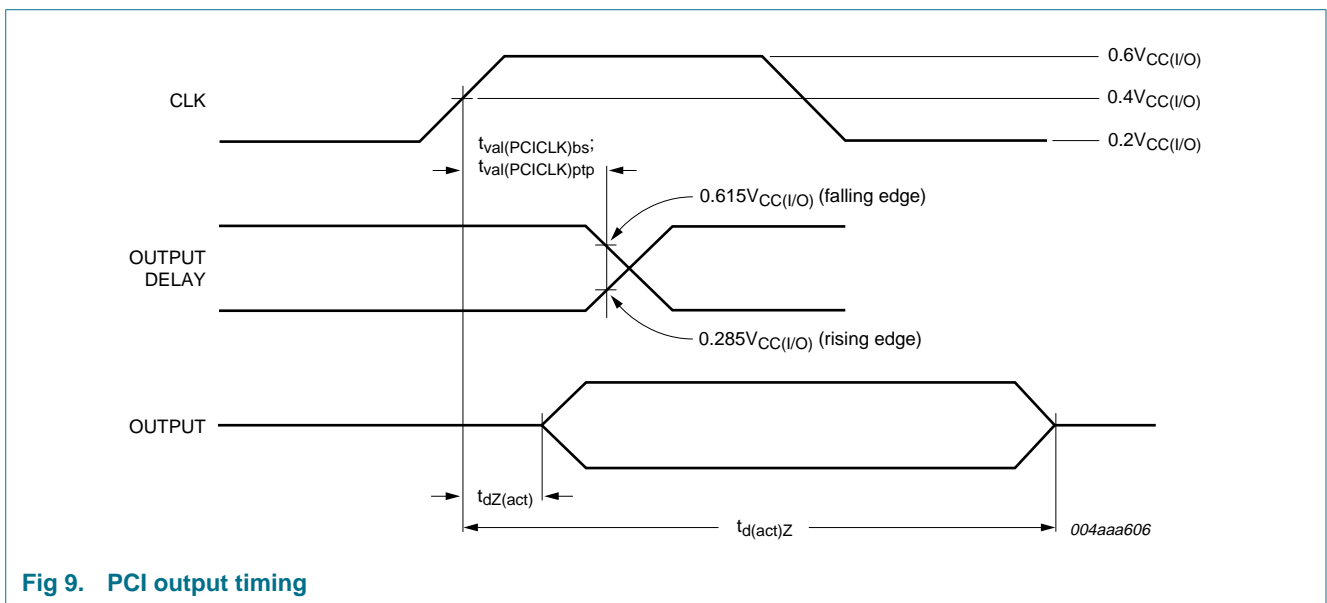 0.6VCC(I/O)
CLK
0.4VCC(I/O)
0.2VCC(I/O)
tval(PCICLK)bs;
tval(PCICLK)ptp
0.615VCC(I/O) (falling edge)
OUTPUT
DELAY
0.285VCC(I/O) (rising edge)
OUTPUT
tdZ(act)
td(act)Z
004aaa606
Fig 9. PCI output timing